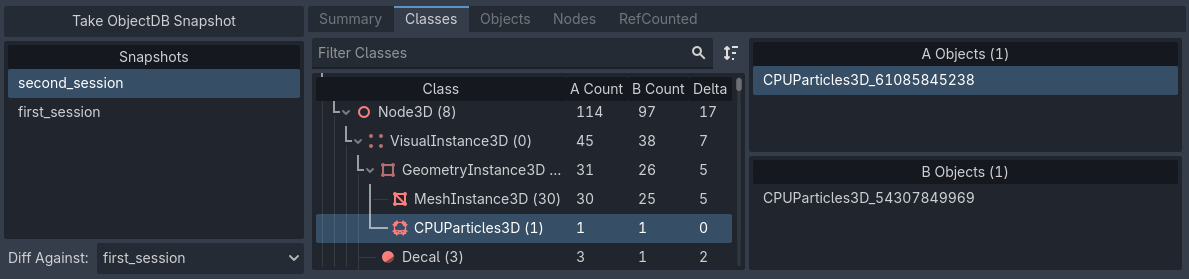 Take ObjectDB Snapshot
Snapshots
second_session
first_session
Diff Against: first_session
Summary Classes Objects Nodes RefCounted
Filter Classes
Class A Count B Count Delta
Node3D (8) 114 97 17
VisualInstance3D (0) 45 38 7
GeometryInstance3D ... 31 26 5
MeshInstance3D (30) 30 25 5
CPUParticles3D (1) 1 1 0
Decal (3) 3 1 2
A Objects (1)
CPUParticles3D_61085845238
B Objects (1)
CPUParticles3D_54307849969